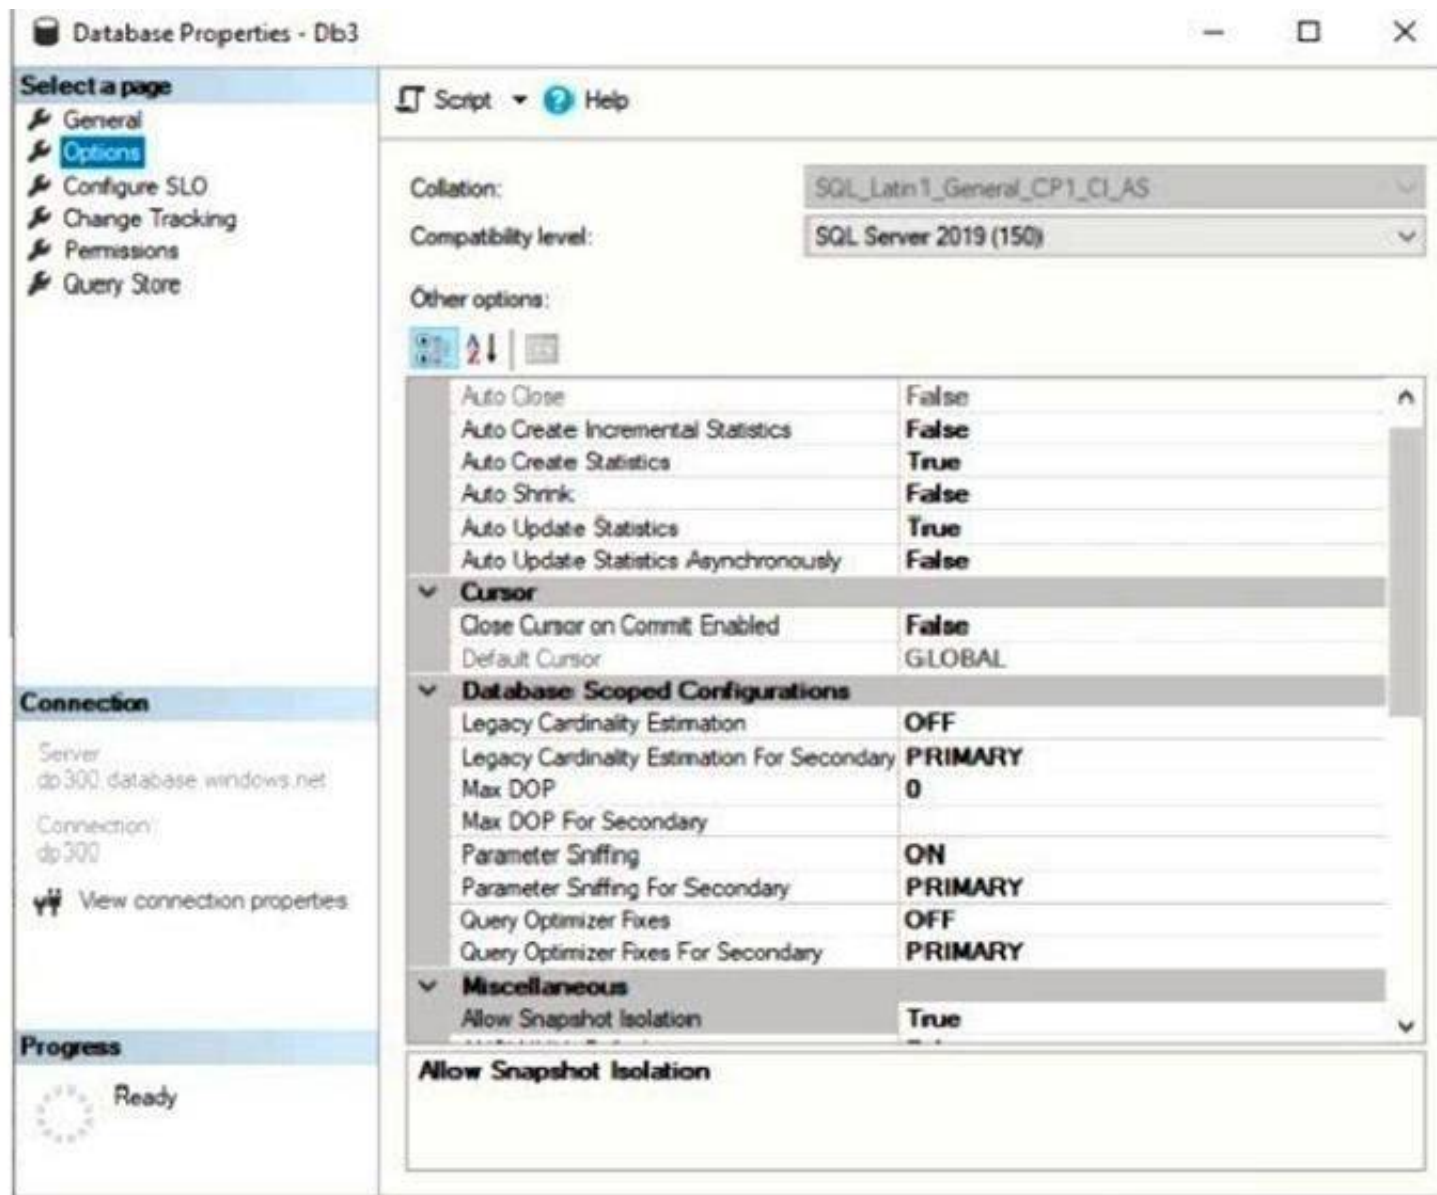 Database Properties - Db3
Select a page
General
Options
Configure SLO
Change Tracking
Permissions
Query Store
Connection
Server
dp300.database.windows.net
Connection:
dp300
View connection properties
Progress
Ready
Script
Help
Collation: SQL_Latin1_General_CP1_CI_AS
Compatibility level: SQL Server 2019 (150)
Other options:
Auto Close False
Auto Create Incremental Statistics False
Auto Create Statistics True
Auto Shrink False
Auto Update Statistics True
Auto Update Statistics Asynchronously False
Cursor
Close Cursor on Commit Enabled False
Default Cursor GLOBAL
Database Scoped Configurations
Legacy Cardinality Estimation OFF
Legacy Cardinality Estimation For Secondary PRIMARY
Max DOP 0
Max DOP For Secondary
Parameter Sniffing ON
Parameter Sniffing For Secondary PRIMARY
Query Optimizer Fixes OFF
Query Optimizer Fixes For Secondary PRIMARY
Miscellaneous
Allow Snapshot Isolation True
Allow Snapshot Isolation